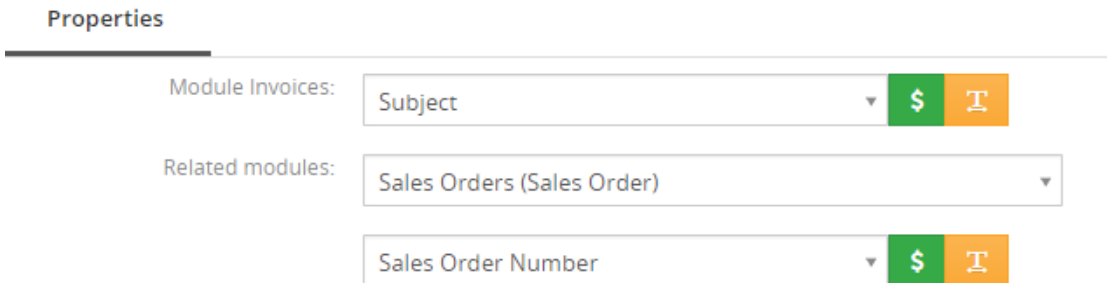 Properties
Module Invoices: Subject $ T
Related modules: Sales Orders (Sales Order)
Sales Order Number $ T